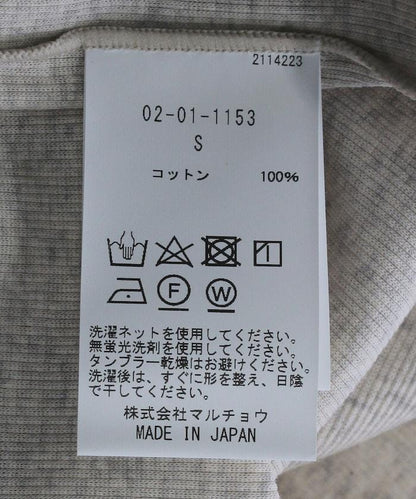 2114223
02-01-1153
S
コットン 100%
F W
洗濯ネットを使用してください。
無蛍光洗剤を使用してください。
タンブラー乾燥はお避けください。
洗濯後は、すぐに形を整え、日陰
で干してください。
株式会社マルチョウ
MADE IN JAPAN